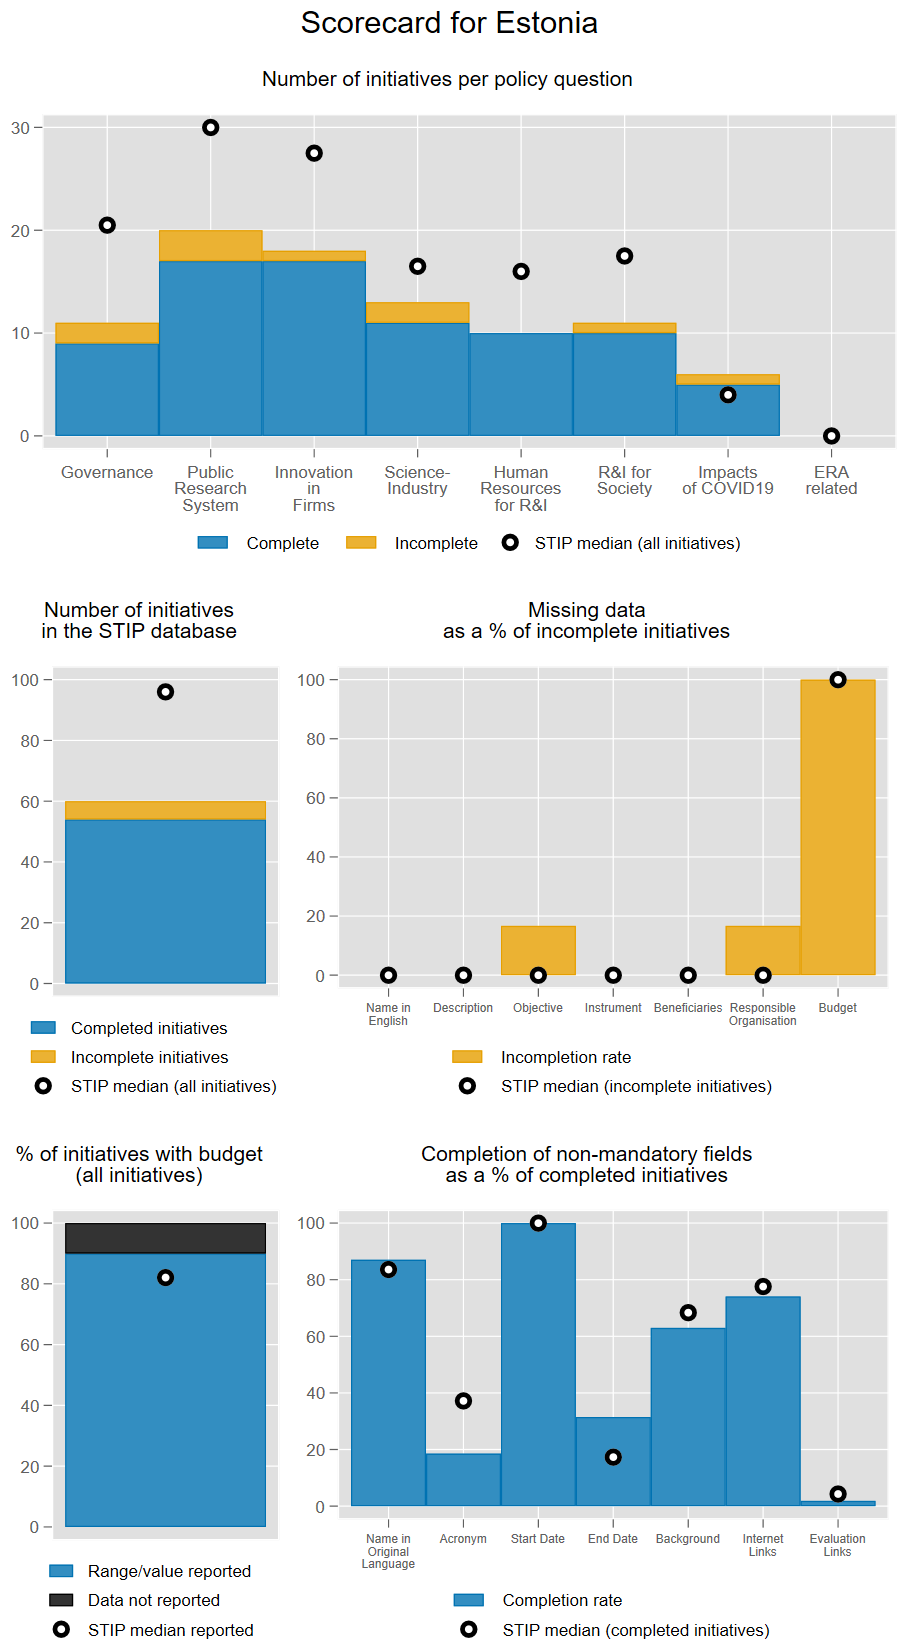 Scorecard for Estonia
Number of initiatives per policy question
30
20
10
0
Governance
Public
Research
System
Innovation
in
Firms
Science-
Industry
Human
Resources
for R&I
R&I for
Society
Impacts
of COVID19
ERA
related
Complete
Incomplete
STIP median (all initiatives)
Number of initiatives
in the STIP database
100
80
60
40
20
0
Completed initiatives
Incomplete initiatives
STIP median (all initiatives)
Missing data
as a % of incomplete initiatives
100
80
60
40
20
0
Name in
English
Description
Objective
Instrument
Beneficiaries
Responsible
Organisation
Budget
Incompletion rate
STIP median (incomplete initiatives)
% of initiatives with budget
(all initiatives)
100
80
60
40
20
0
Range/value reported
Data not reported
STIP median reported
Completion of non-mandatory fields
as a % of completed initiatives
100
80
60
40
20
0
Name in
Original
Language
Acronym
Start Date
End Date
Background
Internet
Links
Evaluation
Links
Completion rate
STIP median (completed initiatives)